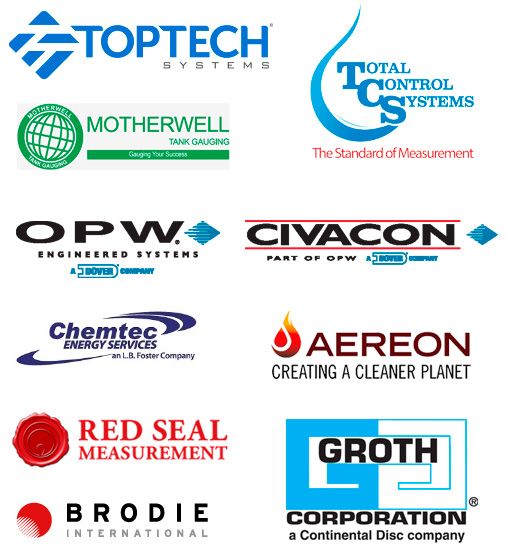 TOPTECH®
SYSTEMS
TOTAL
CONTROL
SYSTEMS
TCS
The Standard of Measurement
MOTHERWELL
TANK GAUGING
MOTHERWELL
TANK GAUGING
Gauging Your Success
OPW®
ENGINEERED SYSTEMS
A DOVER COMPANY
CIVACON
PART OF OPW A DOVER COMPANY
Chemtec
ENERGY SERVICES
an L.B. Foster Company
AEREON
CREATING A CLEANER PLANET
RED SEAL
MEASUREMENT
GROTH
CORPORATION®
a Continental Disc company
BRODIE
INTERNATIONAL